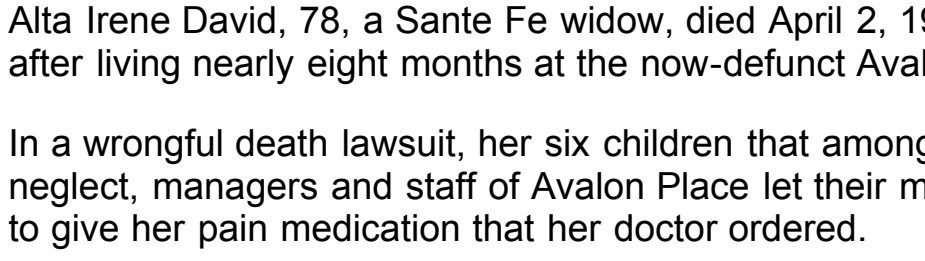 Alta Irene David, 78, a Sante Fe widow, died April 2, 19
after living nearly eight months at the now-defunct Aval
In a wrongful death lawsuit, her six children that among
neglect, managers and staff of Avalon Place let their m
to give her pain medication that her doctor ordered.